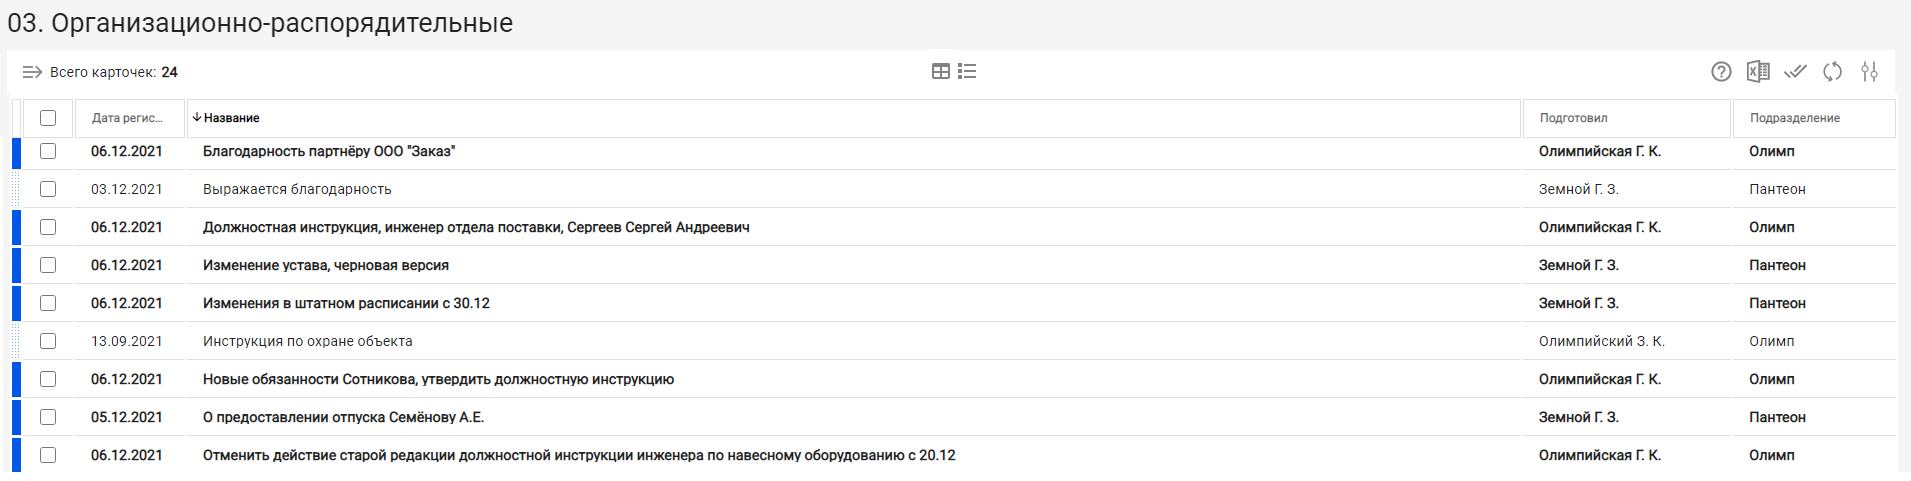 03. Организационно-распорядительные
Всего карточек: 24
Дата регис... Название Подготовил Подразделение
06.12.2021 Благодарность партнёру ООО "Заказ" Олимпийская Г. К. Олимп
03.12.2021 Выражается благодарность Земной Г. З. Пантеон
06.12.2021 Должностная инструкция, инженер отдела поставки, Сергеев Сергей Андреевич Олимпийская Г. К. Олимп
06.12.2021 Изменение устава, черновая версия Земной Г. З. Пантеон
06.12.2021 Изменения в штатном расписании с 30.12 Земной Г. З. Пантеон
13.09.2021 Инструкция по охране объекта Олимпийский З. К. Олимп
06.12.2021 Новые обязанности Сотникова, утвердить должностную инструкцию Олимпийская Г. К. Олимп
05.12.2021 О предоставлении отпуска Семёнову А.Е. Земной Г. З. Пантеон
06.12.2021 Отменить действие старой редакции должностной инструкции инженера по навесному оборудованию с 20.12 Олимпийская Г. К. Олимп